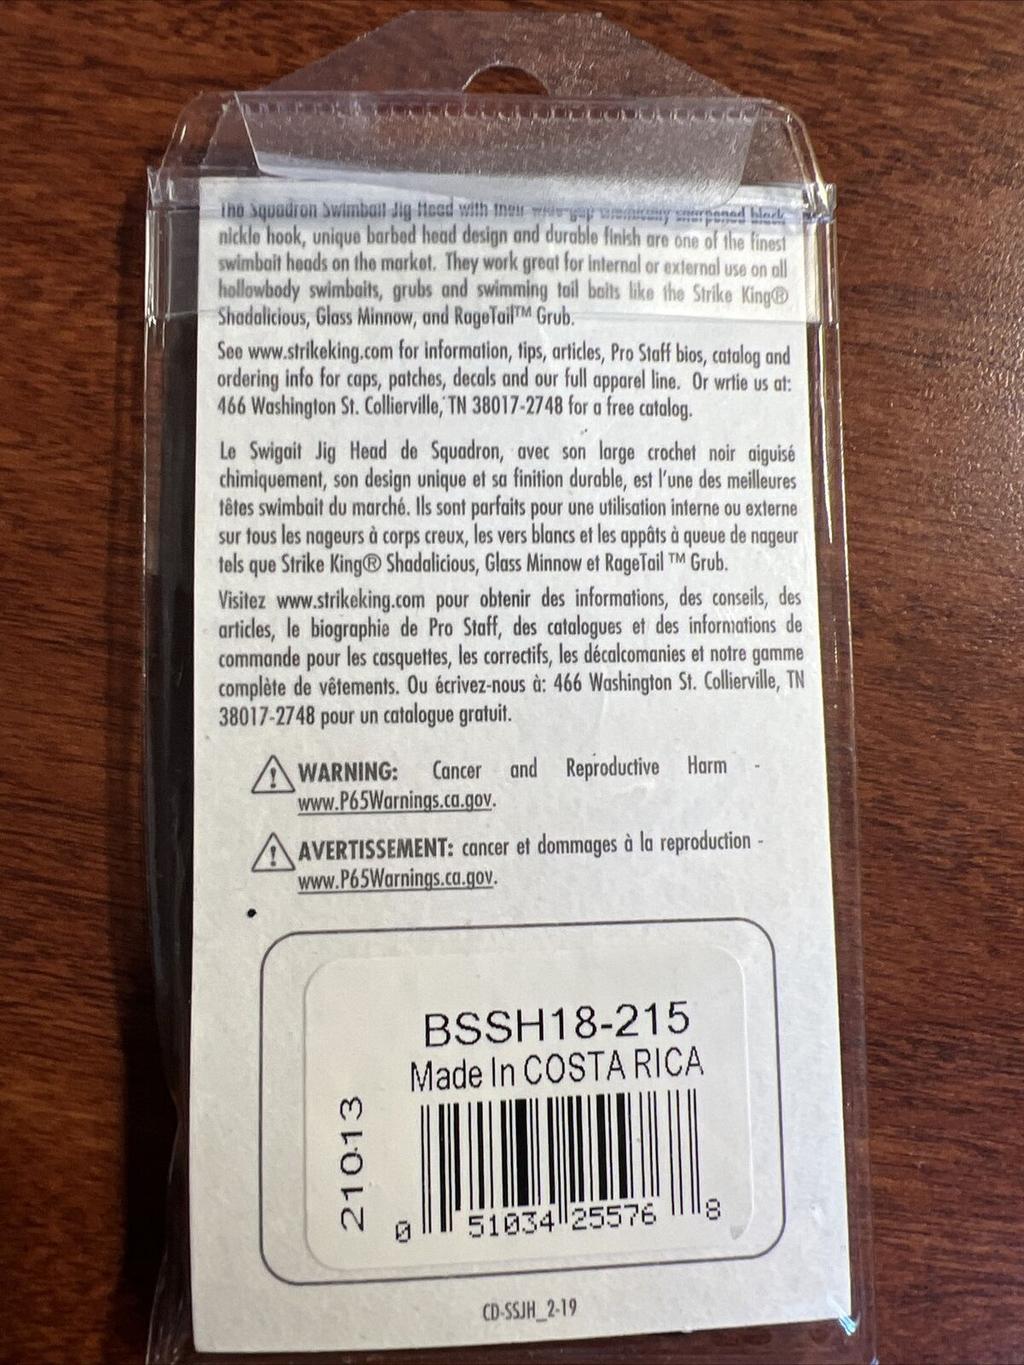 The Squadron Swimbait Jig Head with their wide-gap chemically sharpened black
nickle hook, unique barbed head design and durable finish are one of the finest
swimbait heads on the market. They work great for internal or external use on all
hollowbody swimbaits, grubs and swimming tail baits like the Strike King®
Shadalicious, Glass Minnow, and RageTail™ Grub.
See www.strikeking.com for information, tips, articles, Pro Staff bios, catalog and
ordering info for caps, patches, decals and our full apparel line. Or wrtie us at:
466 Washington St. Collierville, TN 38017-2748 for a free catalog.
Le Swigait Jig Head de Squadron, avec son large crochet noir aiguisé
chimiquement, son design unique et sa finition durable, est l'une des meilleures
têtes swimbait du marché. Ils sont parfaits pour une utilisation interne ou externe
sur tous les nageurs à corps creux, les vers blancs et les appâts à queue de nageur
tels que Strike King® Shadalicious, Glass Minnow et RageTail ™ Grub.
Visitez www.strikeking.com pour obtenir des informations, des conseils, des
articles, le biographie de Pro Staff, des catalogues et des informations de
commande pour les casquettes, les correctifs, les décalcomanies et notre gamme
complète de vêtements. Ou écrivez-nous à: 466 Washington St. Collierville, TN
38017-2748 pour un catalogue gratuit.
WARNING: Cancer and Reproductive Harm -
www.P65Warnings.ca.gov.
AVERTISSEMENT: cancer et dommages à la reproduction -
www.P65Warnings.ca.gov.
BSSH18-215
Made In COSTA RICA
21013
0 51034 25576 8
CD-SSJH_2-19